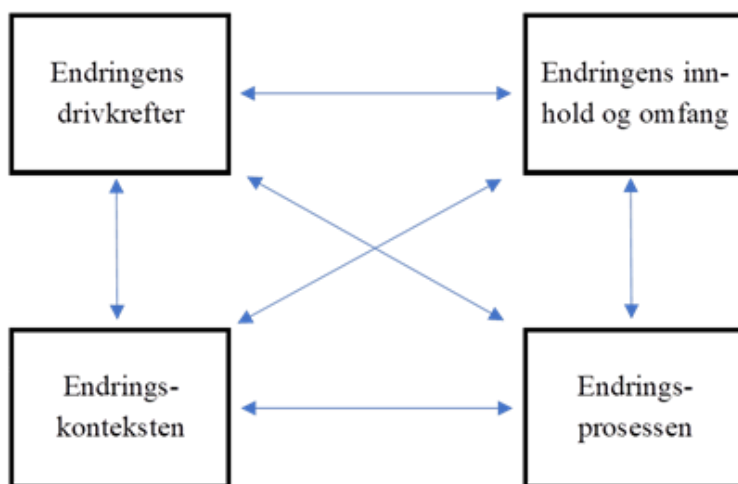 Endringens
drivkrefter
Endringens inn-
hold og omfang
Endrings-
konteksten
Endrings-
prosessen